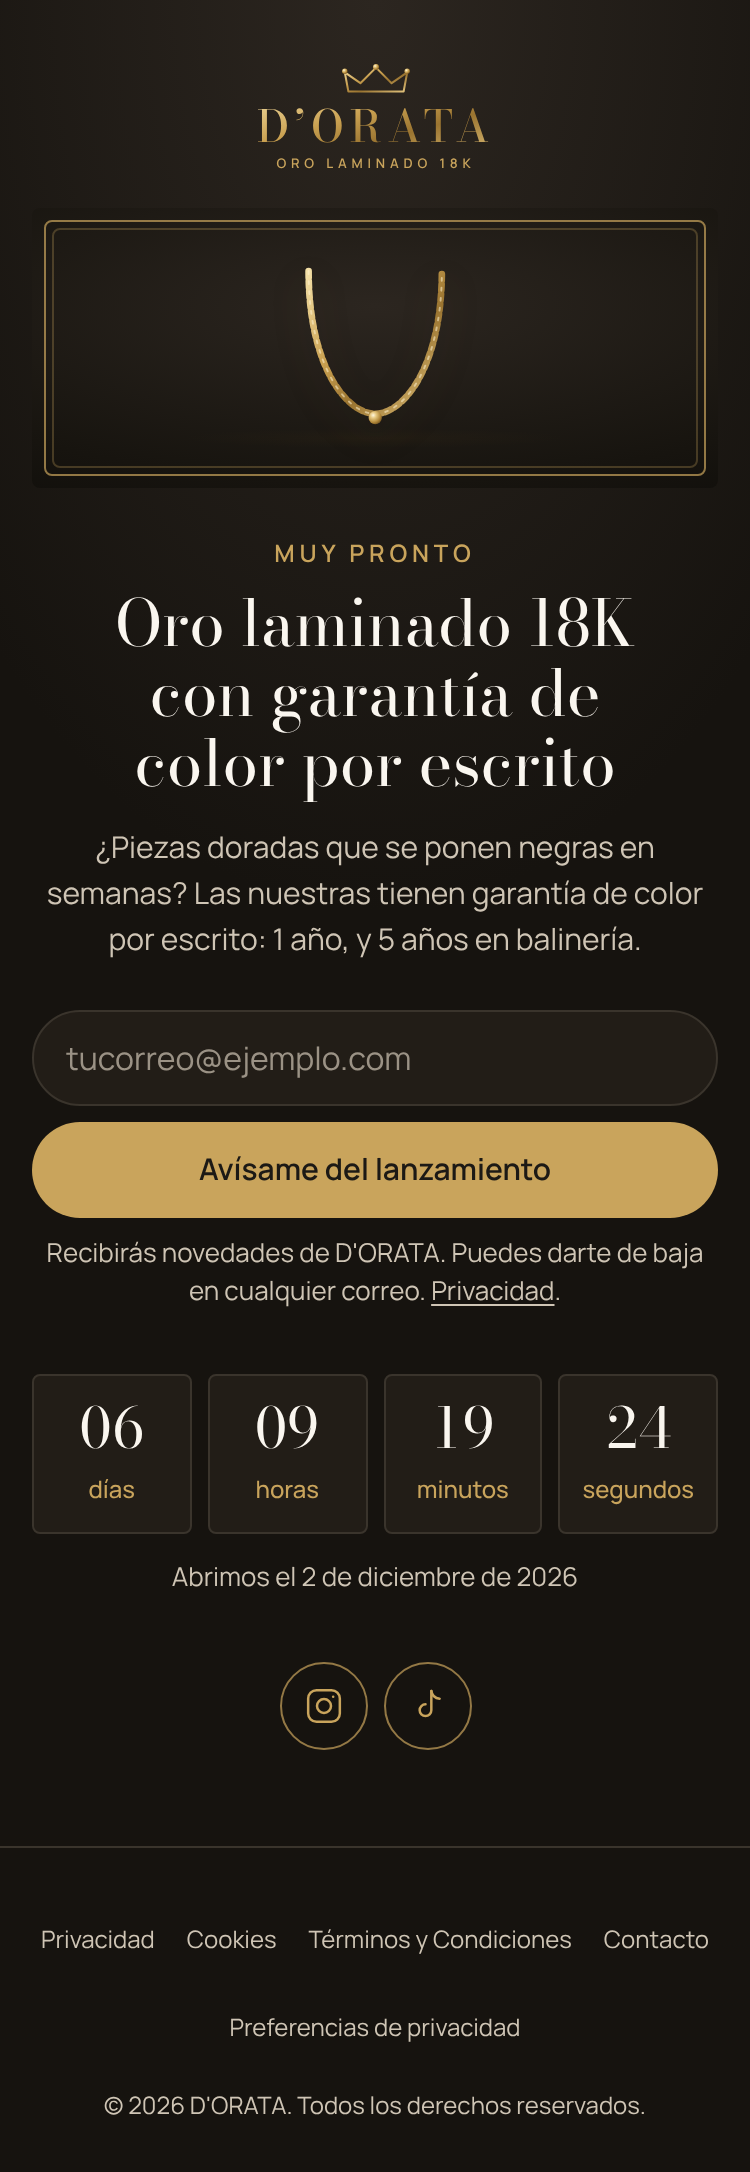 D’ORATA
ORO LAMINADO 18K
MUY PRONTO
Oro laminado 18K
con garantía de
color por escrito
¿Piezas doradas que se ponen negras en
semanas? Las nuestras tienen garantía de color
por escrito: 1 año, y 5 años en balinería.
tucorreo@ejemplo.com
Avísame del lanzamiento
Recibirás novedades de D'ORATA. Puedes darte de baja
en cualquier correo. Privacidad.
06 09 19 24
días horas minutos segundos
Abrimos el 2 de diciembre de 2026
Privacidad Cookies Términos y Condiciones Contacto
Preferencias de privacidad
© 2026 D'ORATA. Todos los derechos reservados.